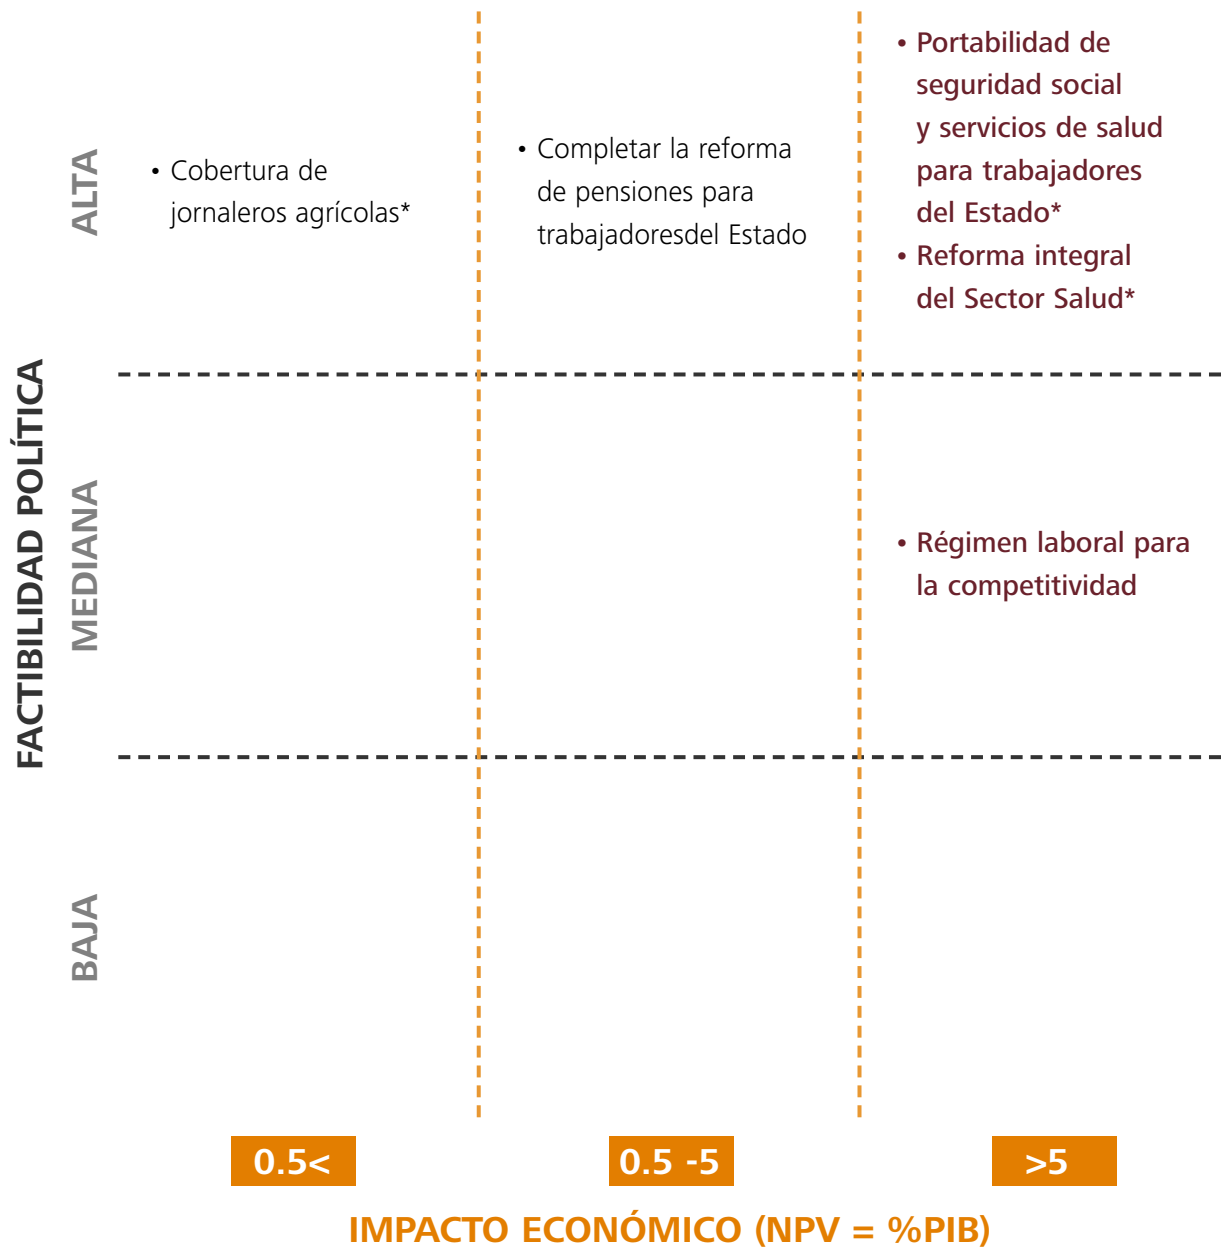 FACTIBILIDAD POLÍTICA
ALTA
• Cobertura de
jornaleros agrícolas*
• Completar la reforma
de pensiones para
trabajadoresdel Estado
• Portabilidad de
seguridad social
y servicios de salud
para trabajadores
del Estado*
• Reforma integral
del Sector Salud*
MEDIANA
• Régimen laboral para
la competitividad
BAJA
0.5<
0.5 -5
>5
IMPACTO ECONÓMICO (NPV = %PIB)